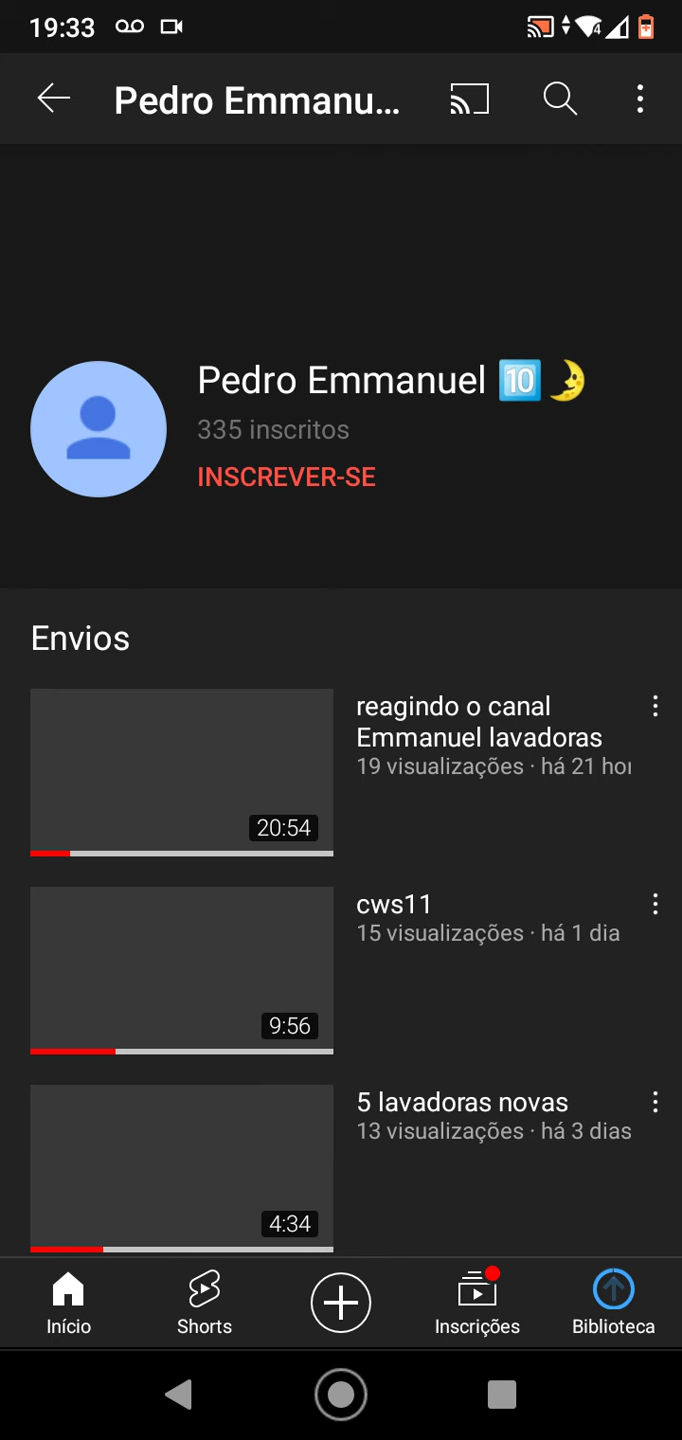 19:33
Pedro Emmanu...
Pedro Emmanuel 🔟🌛
335 inscritos
INSCREVER-SE
Envios
reagindo o canal
Emmanuel lavadoras
19 visualizações · há 21 hor
20:54
cws11
15 visualizações · há 1 dia
9:56
5 lavadoras novas
13 visualizações · há 3 dias
4:34
Início
Shorts
Inscrições
Biblioteca